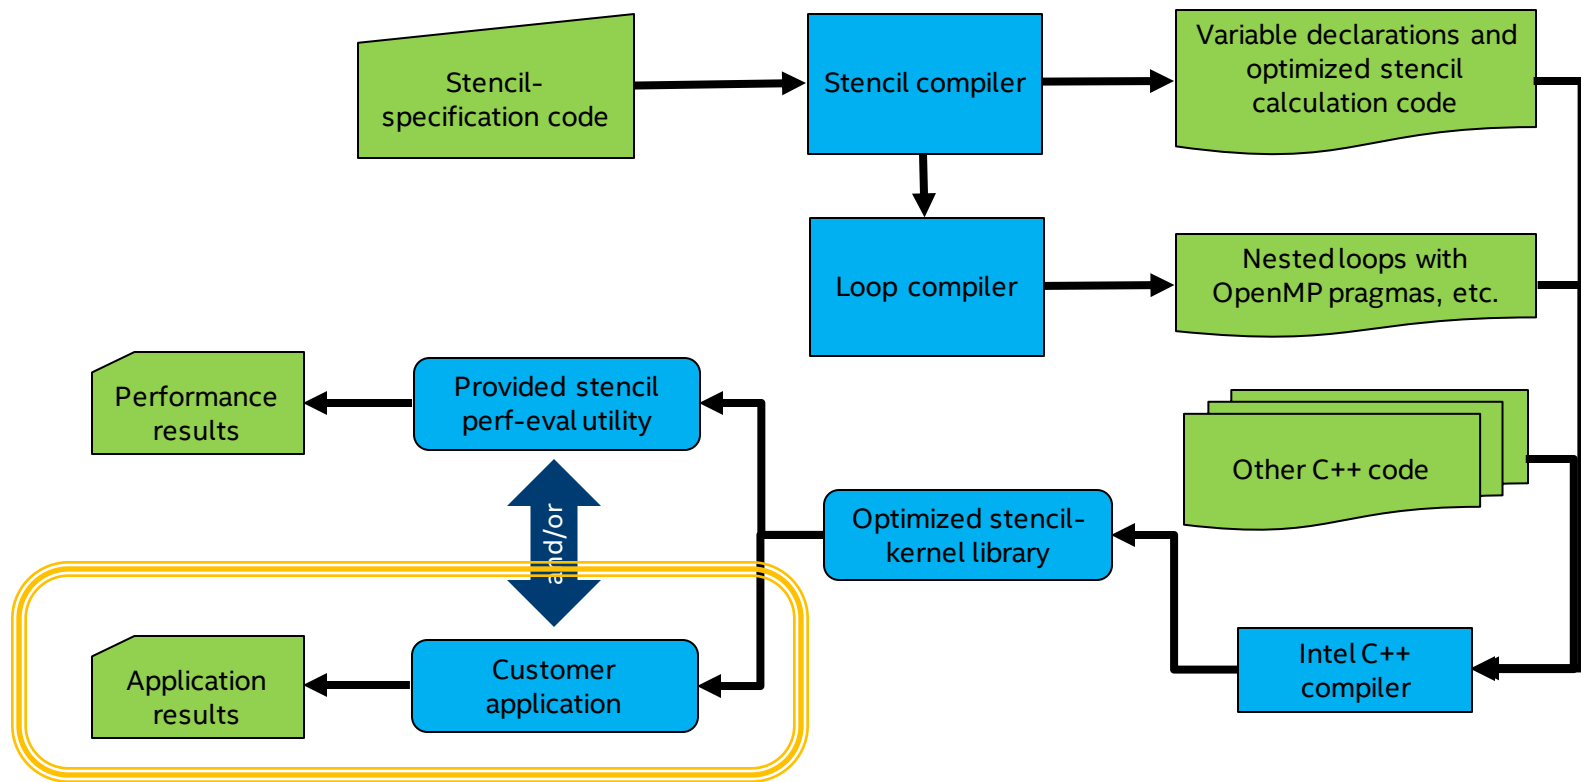 Stencil-
specification code
Stencil compiler
Variable declarations and
optimized stencil
calculation code
Loop compiler
Nested loops with
OpenMP pragmas, etc.
Performance
results
Provided stencil
perf-eval utility
Other C++ code
and/or
Optimized stencil-
kernel library
Application
results
Customer
application
Intel C++
compiler